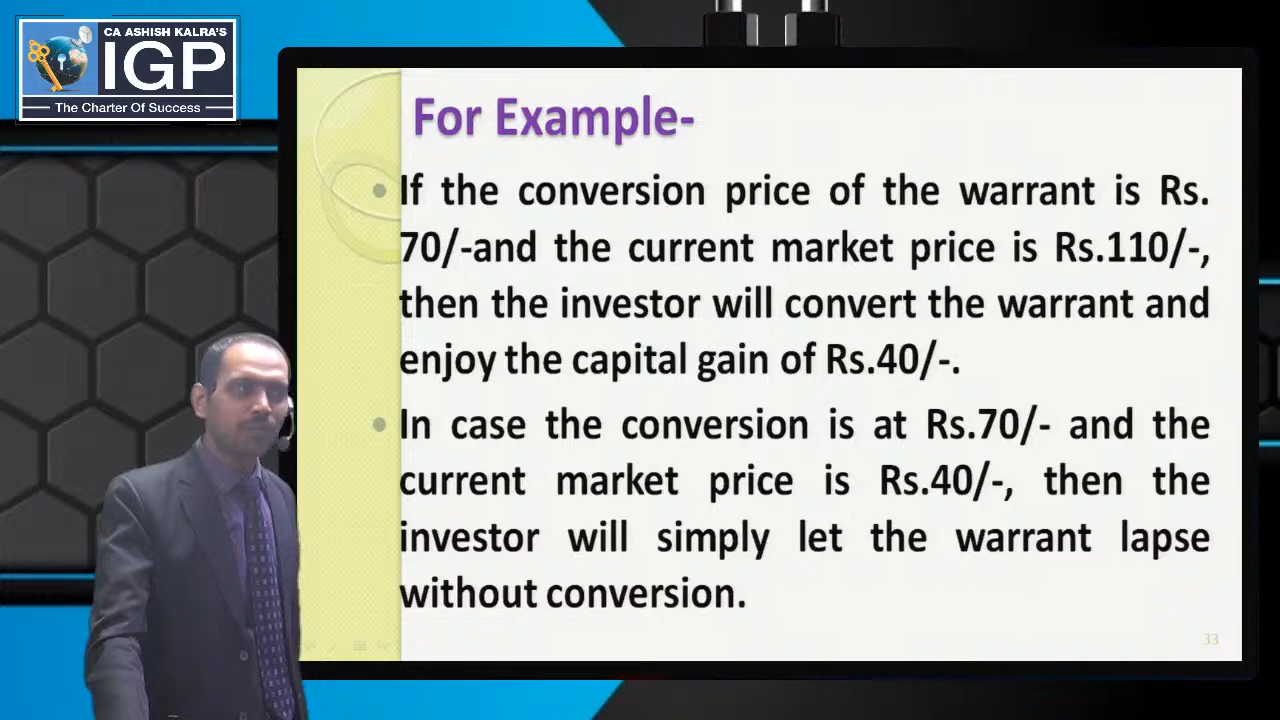 CA ASHISH KALRA'S
IGP
The Charter Of Success
For Example-
If the conversion price of the warrant is Rs.
70/-and the current market price is Rs.110/-,
then the investor will convert the warrant and
enjoy the capital gain of Rs.40/-.
In case the conversion is at Rs.70/- and the
current market price is Rs.40/-, then the
investor will simply let the warrant lapse
without conversion.
33